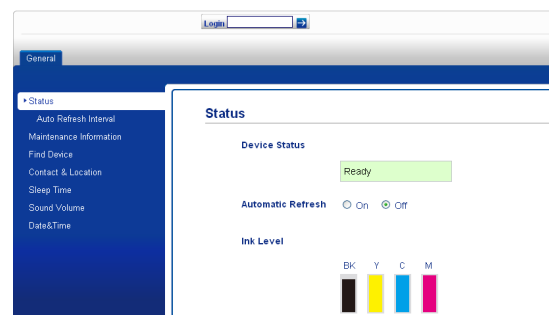 Login
General
Status
Auto Refresh Interval
Maintenance Information
Find Device
Contact & Location
Sleep Time
Sound Volume
Date&Time
Status
Device Status
Ready
Automatic Refresh On Off
Ink Level
BK Y C M